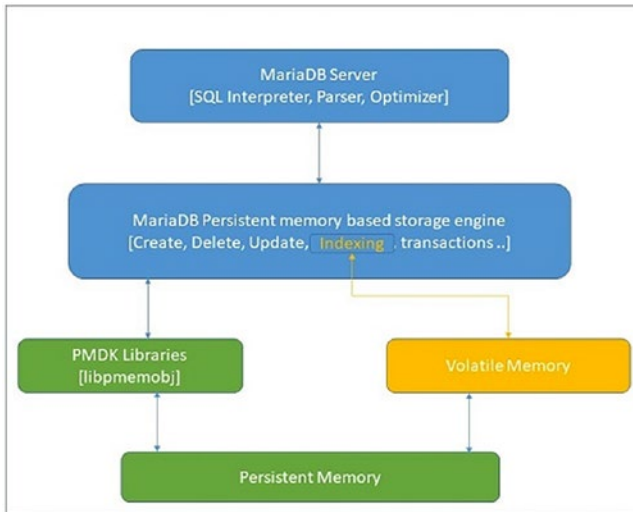 MariaDB Server
[SQL Interpreter, Parser, Optimizer]
MariaDB Persistent memory based storage engine
[Create, Delete, Update, Indexing, transactions ..]
PMDK Libraries
[libpmemobj]
Volatile Memory
Persistent Memory